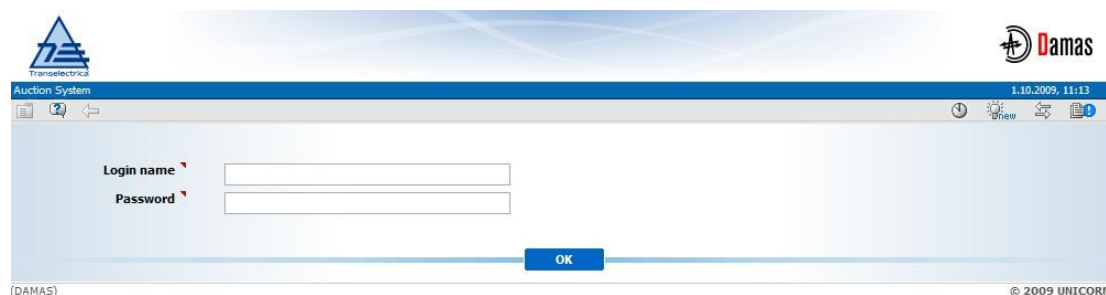 Transelectrica
Damas
Auction System
1.10.2009, 11:13
new
Login name
Password
OK
(DAMAS)
© 2009 UNICORN